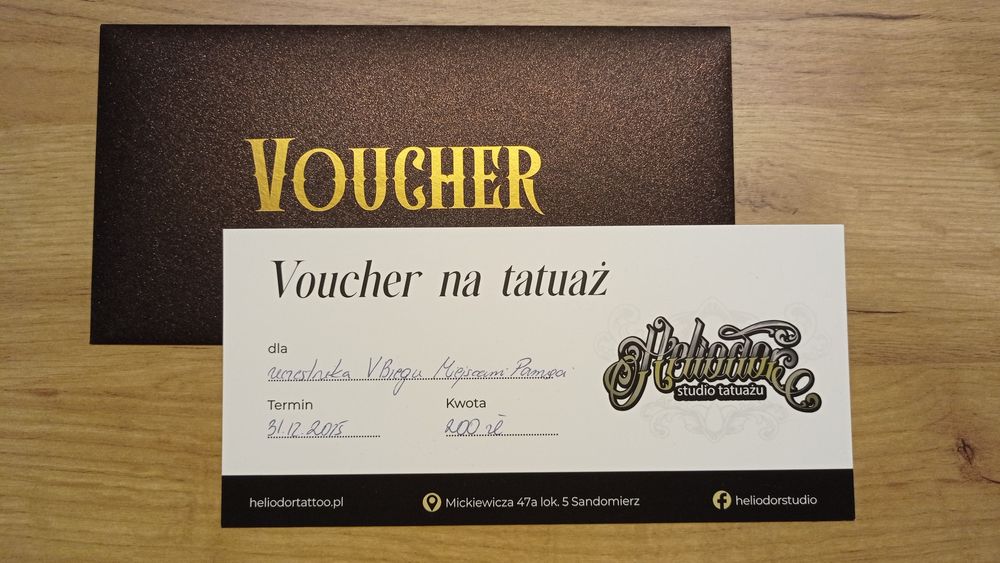 VOUCHER
Voucher na tatuaż
dla
uczestnika V Biegu Miejscami Pamięci
Termin
31.12.2025
Kwota
200 zł
Heliodor
studio tatuażu
heliodortattoo.pl
Mickiewicza 47a lok. 5 Sandomierz
heliodorstudio